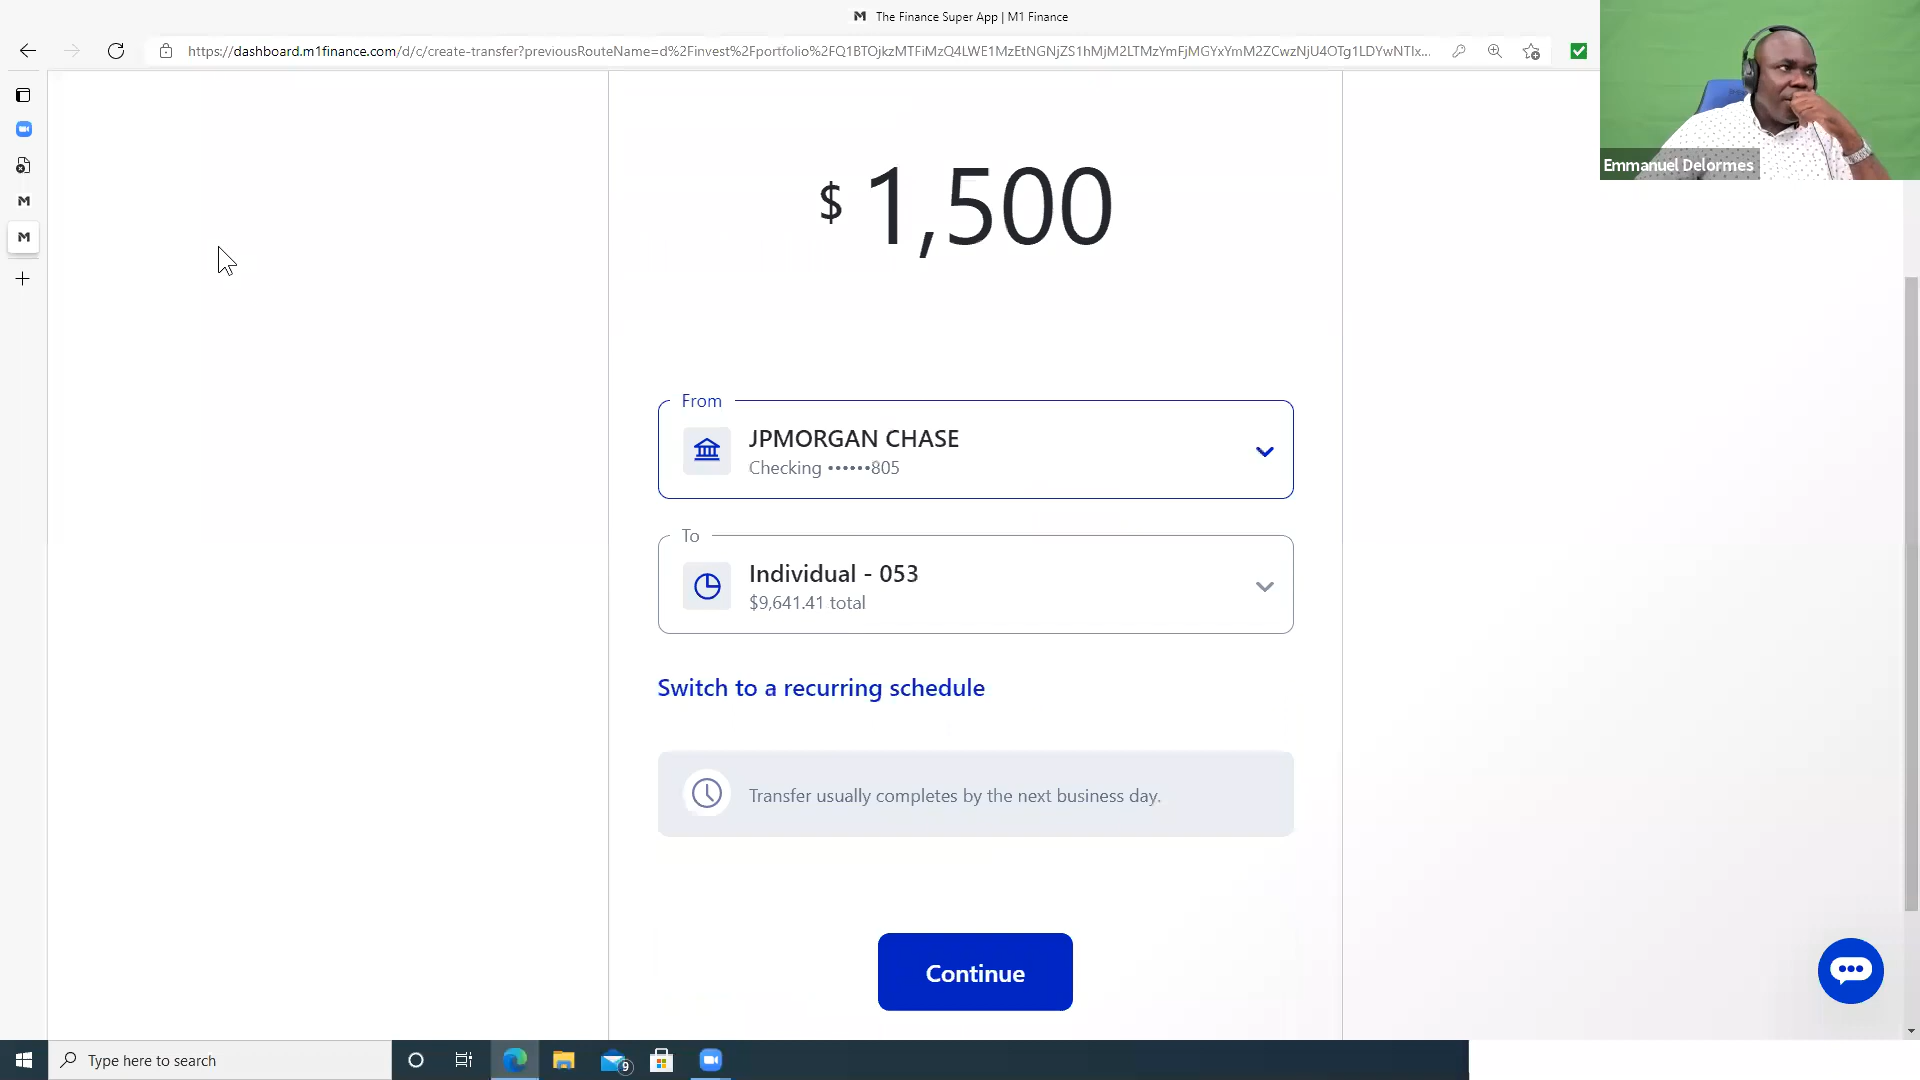 The Finance Super App | M1 Finance
https://dashboard.m1finance.com/d/c/create-transfer?previousRouteName=d%2Finvest%2Fportfolio%2FQ1BTOjkzMTFiMzQ4LWE1MzEtNGNjZS1hMjM2LTMzYmFjMGYxYmM2ZCwzNjU4OTg1LDYwNTIx...
Emmanuel Delormes
$ 1,500
From
JPMORGAN CHASE
Checking ••••••805
To
Individual - 053
$9,641.41 total
Switch to a recurring schedule
Transfer usually completes by the next business day.
Continue
Type here to search
9